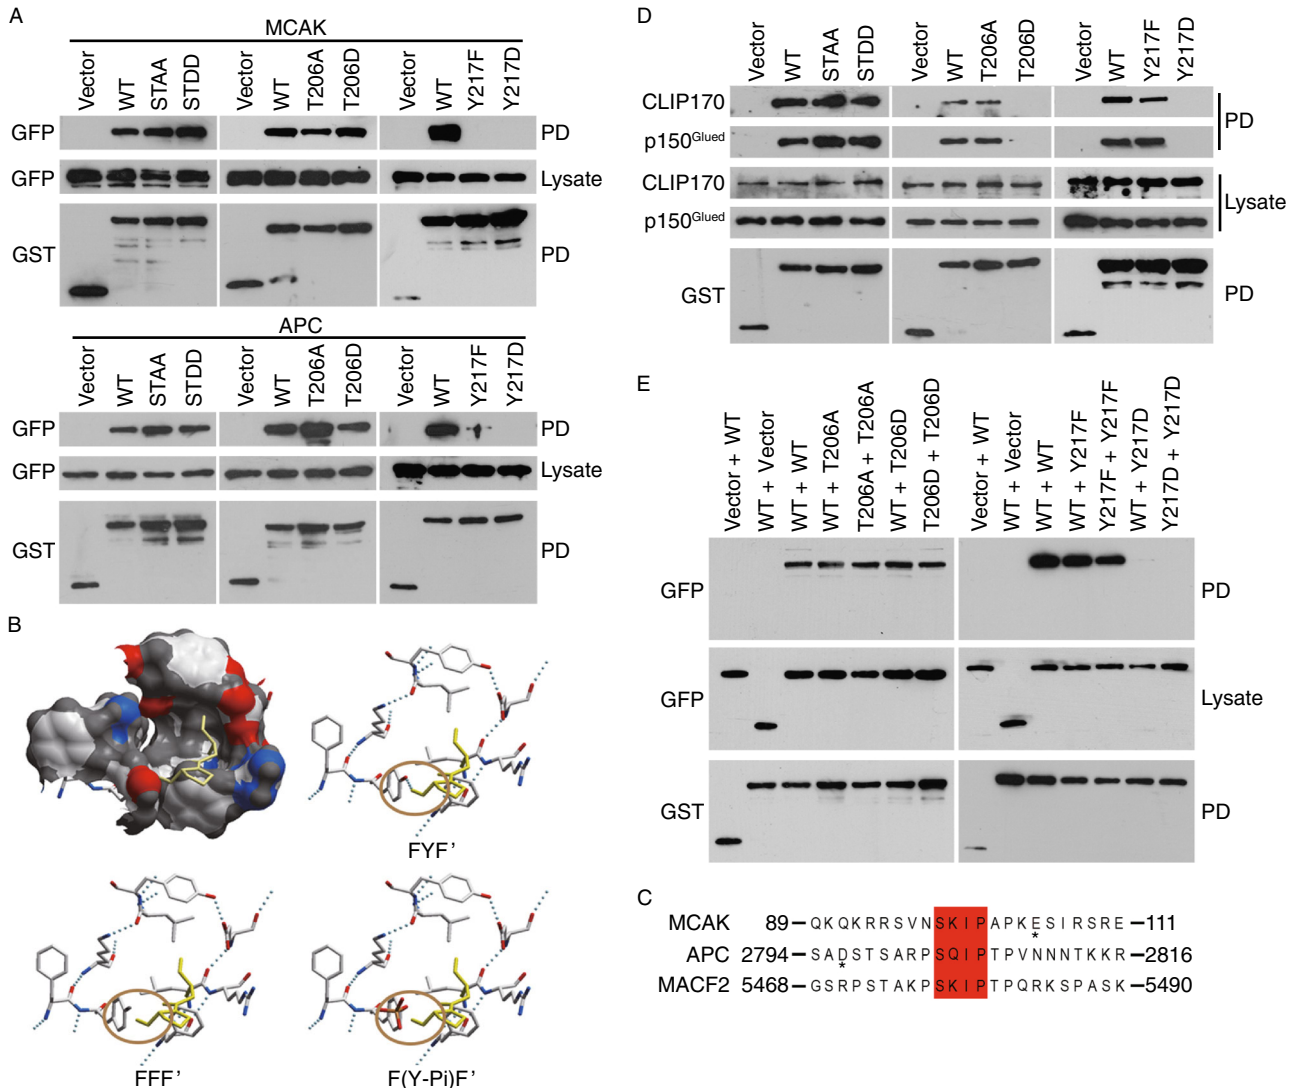 A
MCAK
Vector WT STAA STDD Vector WT T206A T206D Vector WT Y217F Y217D
GFP PD
GFP Lysate
GST PD
APC
Vector WT STAA STDD Vector WT T206A T206D Vector WT Y217F Y217D
GFP PD
GFP Lysate
GST PD
B
FYF'
FFF'
F(Y-Pi)F'
D
Vector WT STAA STDD Vector WT T206A T206D Vector WT Y217F Y217D
CLIP170
p150Glued
PD
CLIP170
p150Glued
Lysate
GST PD
E
Vector + WT
WT + Vector
WT + WT
WT + T206A
T206A + T206A
WT + T206D
T206D + T206D
Vector + WT
WT + Vector
WT + WT
WT + Y217F
Y217F + Y217F
WT + Y217D
Y217D + Y217D
GFP PD
GFP Lysate
GST PD
C
MCAK 89 – QKQKRRSVNSKIPAPKESIRSRE – 111
*
APC 2794 – SADSTSARPSQIPTPVNNNTKKR – 2816
*
MACF2 5468 – GSRPSTAKPSKIPTPQRKSPASK – 5490